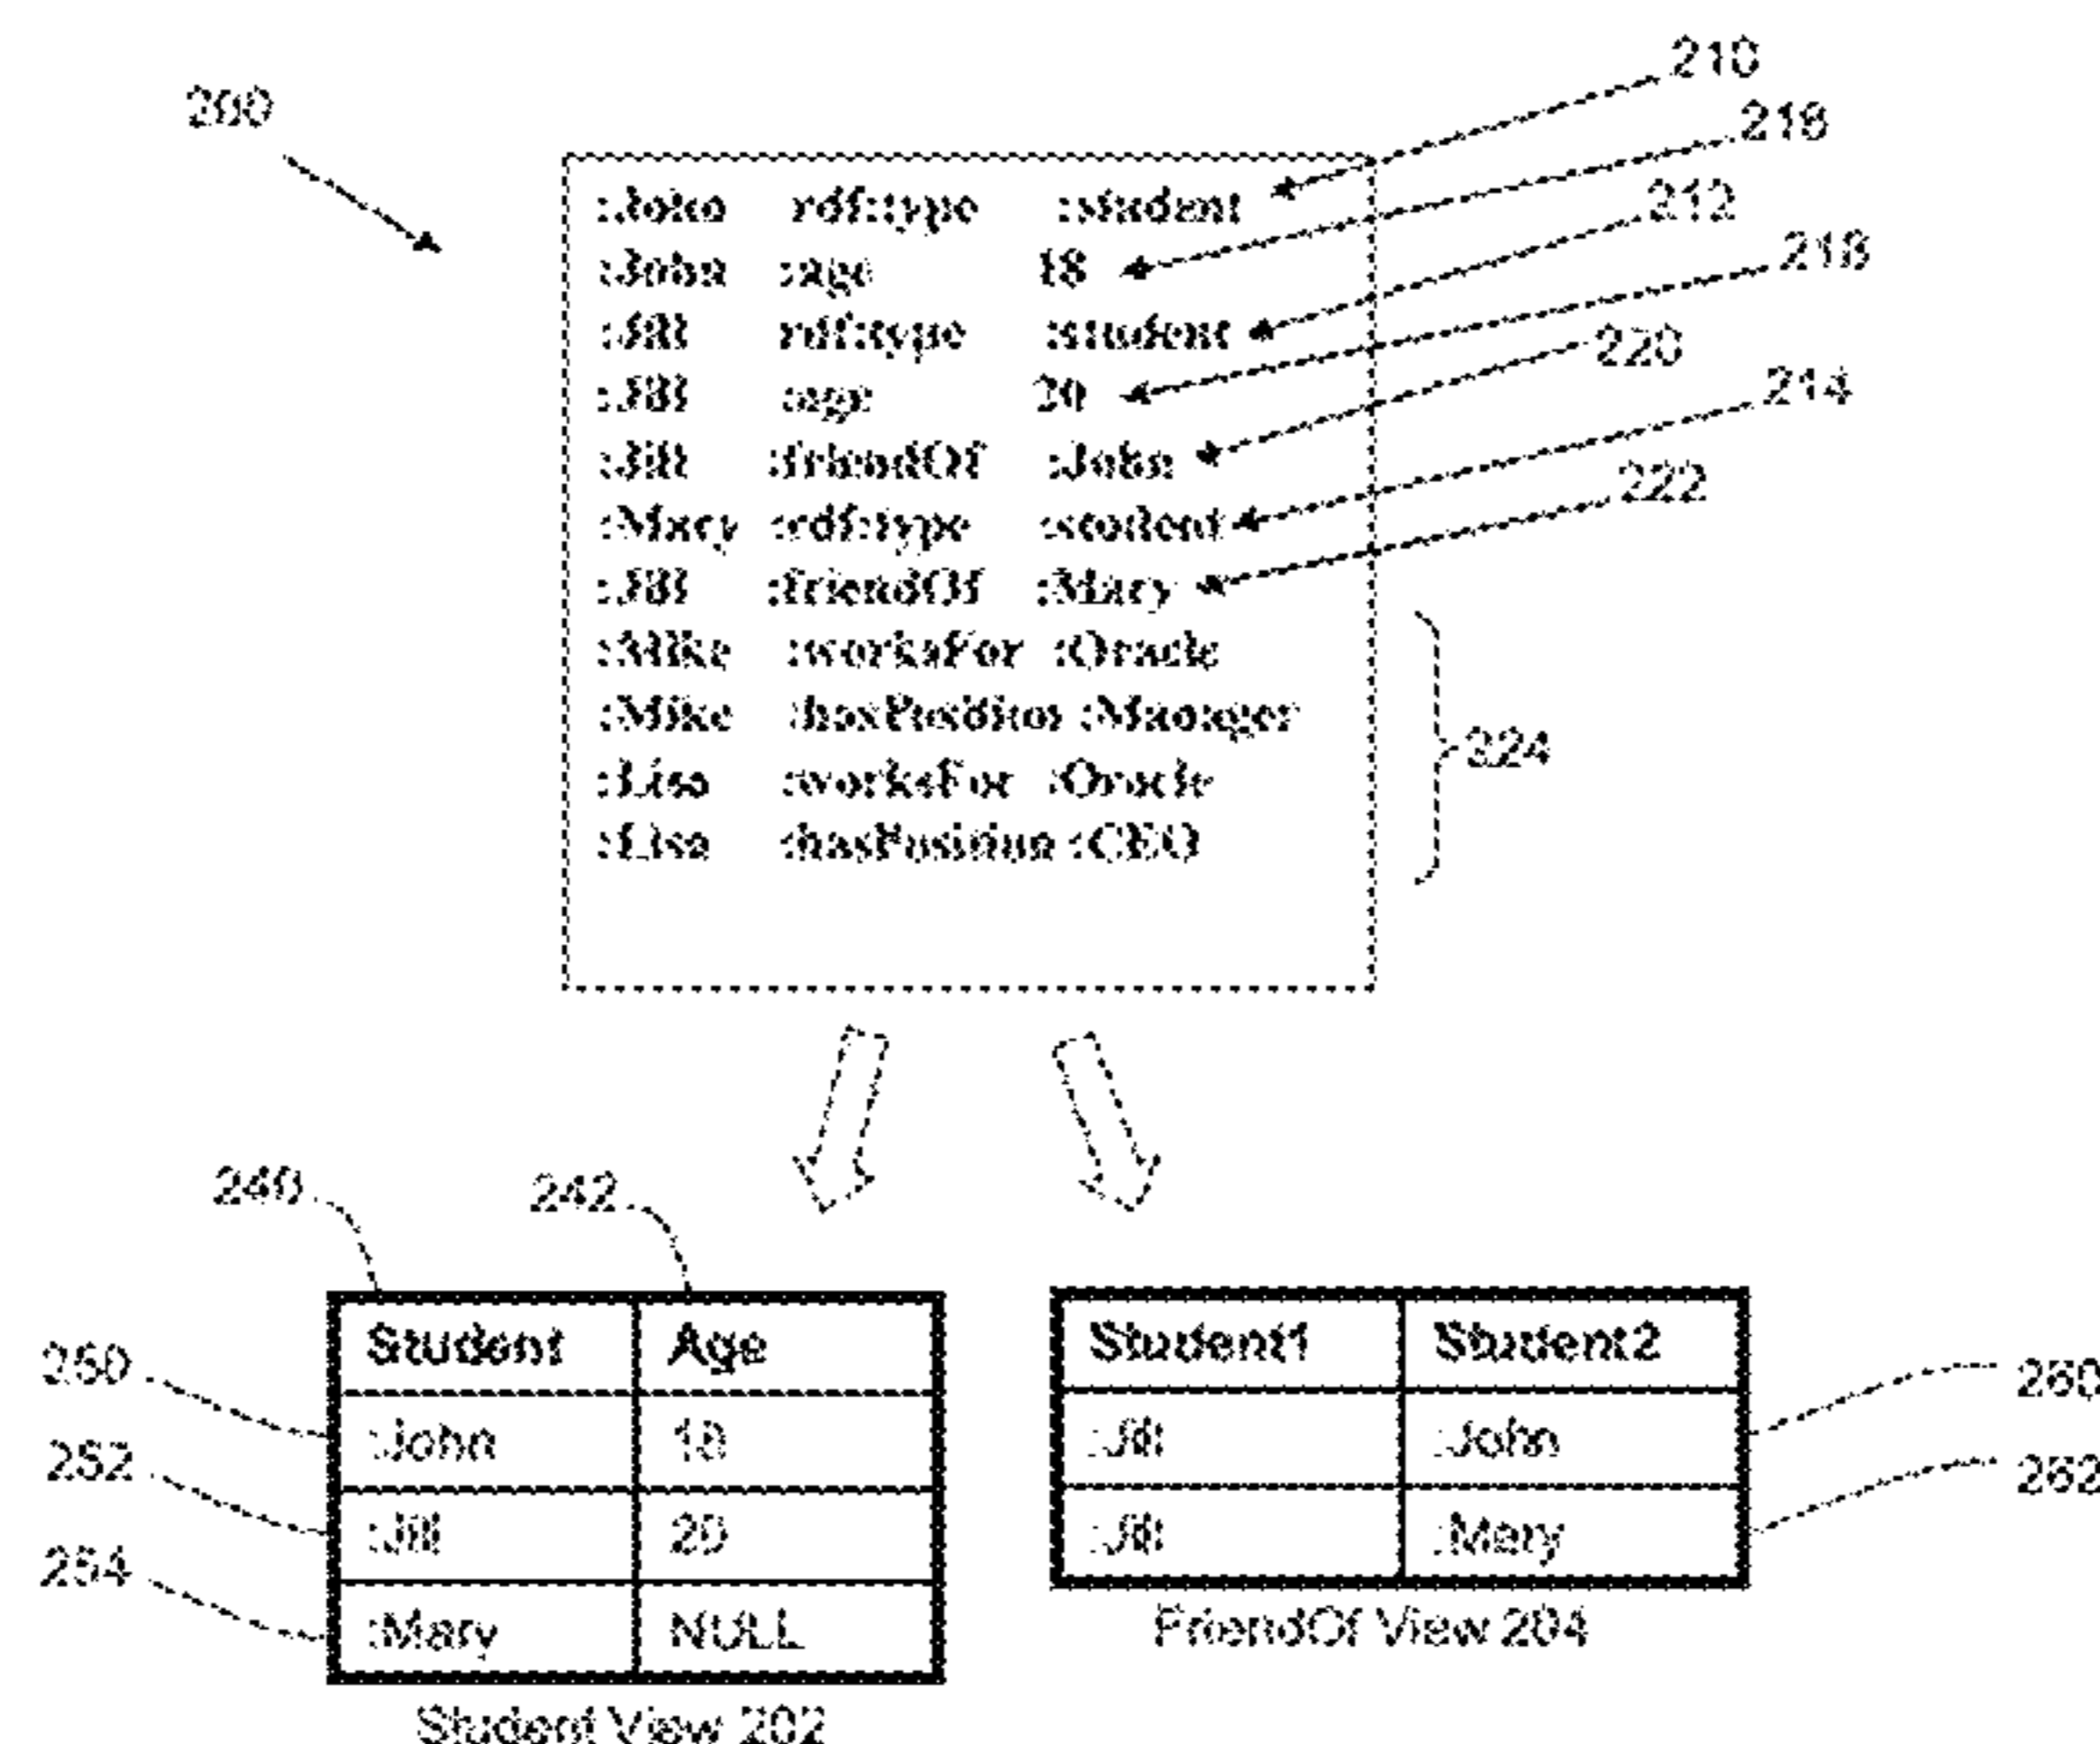 210
200
218
:John rdf:type :student
212
:John :age 18
218
:Jill rdf:type :student
220
:Jill :age 20
214
:Jill :friendOf :John
222
:Mary :rdf:type :student
:Jill :friendOf :Mary
:Mike :worksFor :Oracle
:Mike :hasPosition :Manager
224
:Lisa :worksFor :Oracle
:Lisa :hasPosition :CEO
240
242
Student Age
Student1 Student2
250
260
:John 18
:Jill :John
252
262
:Jill 20
:Jill :Mary
254
:Mary NULL
FriendOf View 204
Student View 202